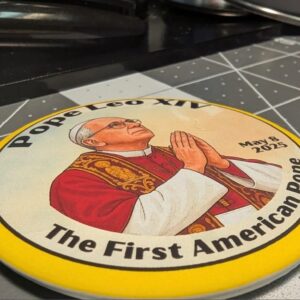 Pope Leo XIV
May 8
2025
The First American Pope